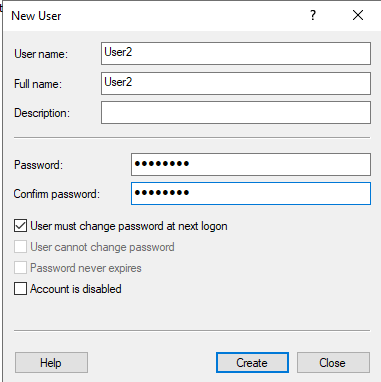 New User
User name: User2
Full name: User2
Description:
Password: ●●●●●●●●
Confirm password: ●●●●●●●●
User must change password at next logon
User cannot change password
Password never expires
Account is disabled
Help Create Close